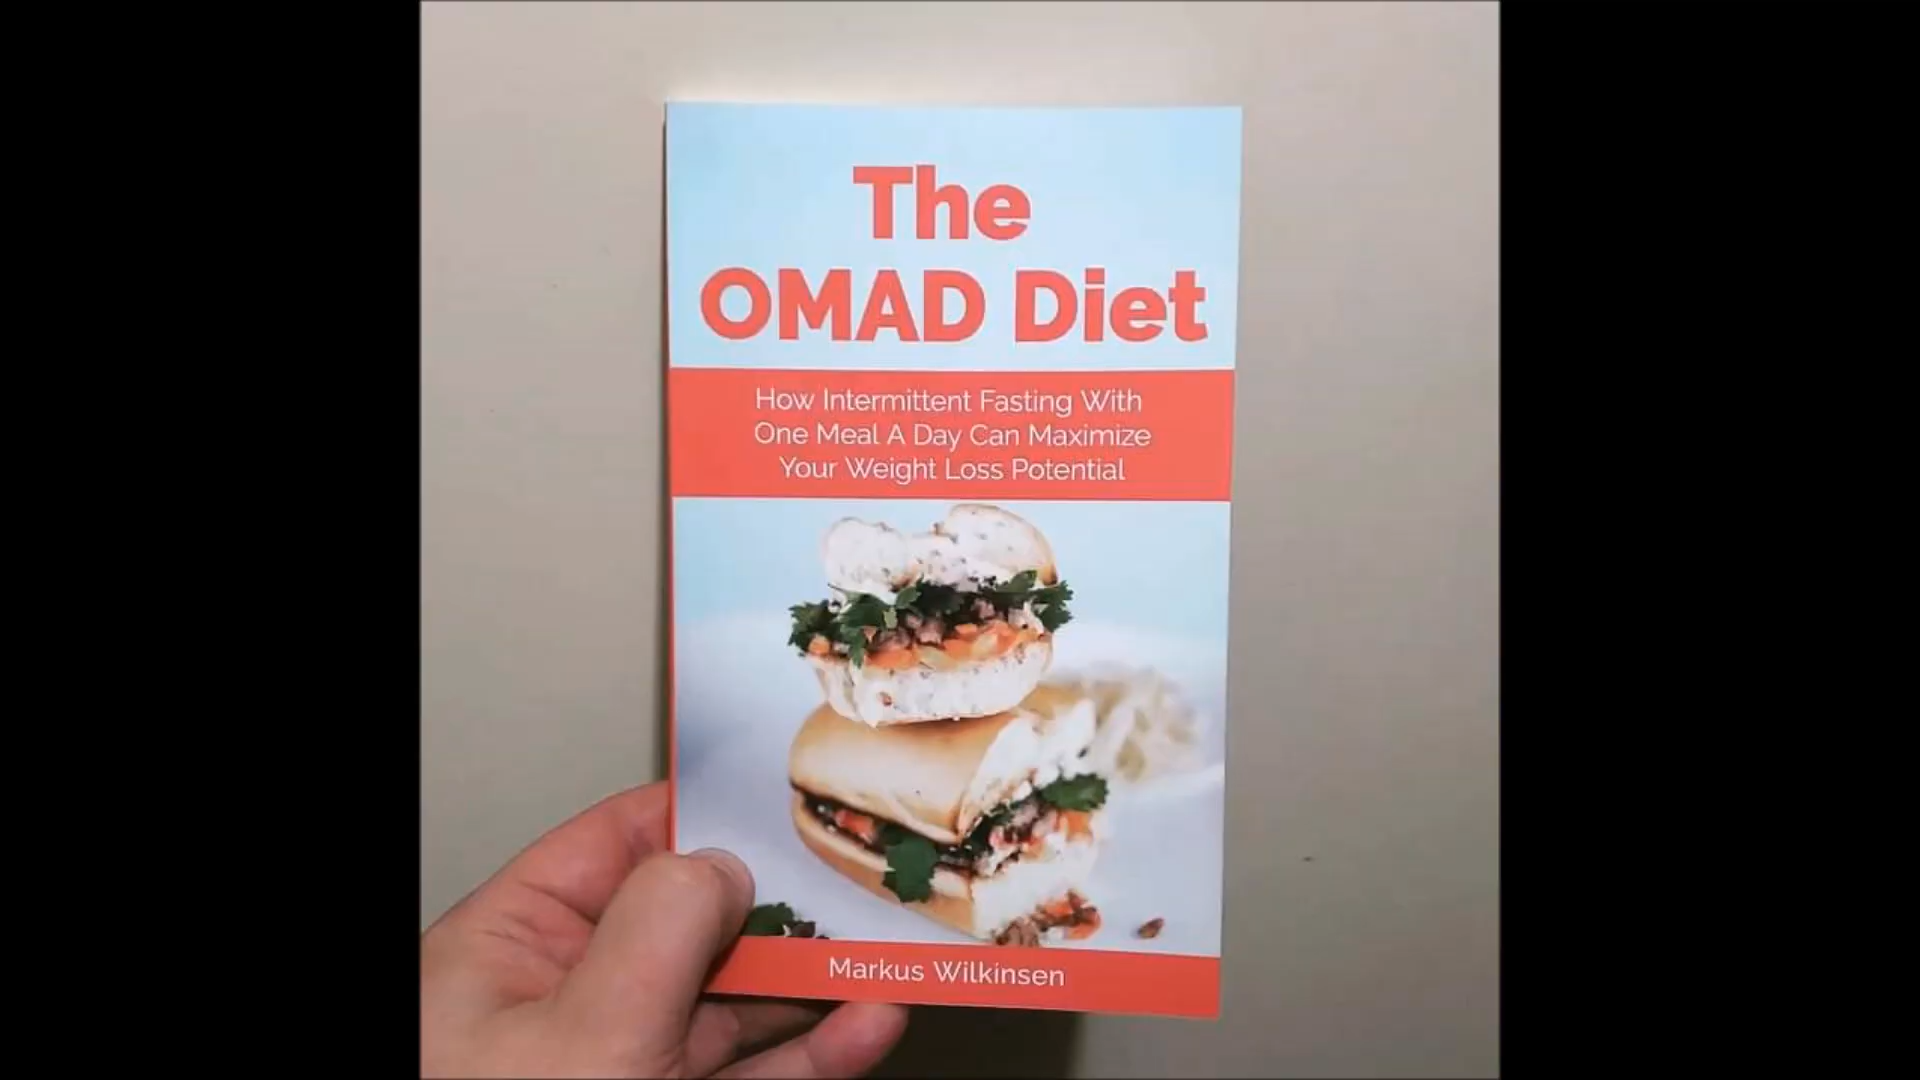 The
OMAD Diet
How Intermittent Fasting With
One Meal A Day Can Maximize
Your Weight Loss Potential
Markus Wilkinsen